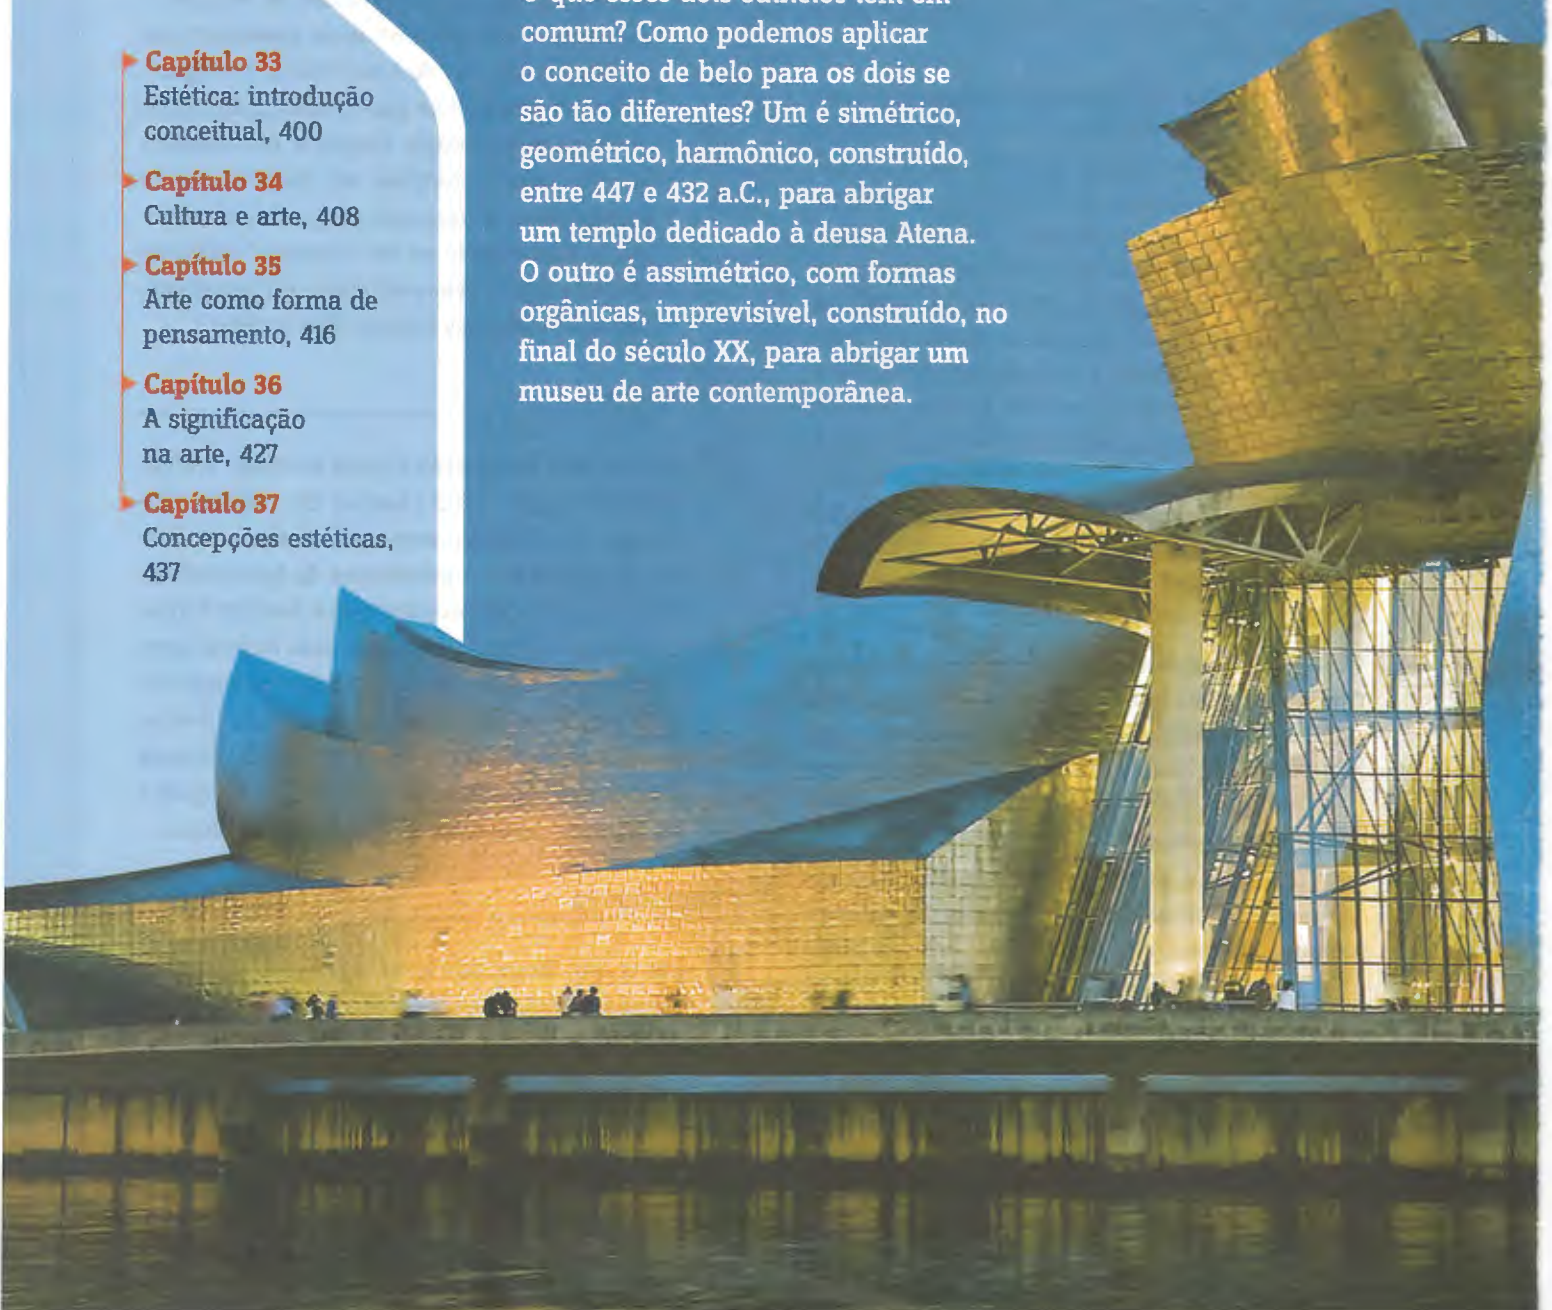 Capítulo 33
Estética: introdução
conceitual, 400
Capítulo 34
Cultura e arte, 408
Capítulo 35
Arte como forma de
pensamento, 416
Capítulo 36
A significação
na arte, 427
Capítulo 37
Concepções estéticas,
437
comum? Como podemos aplicar
o conceito de belo para os dois se
são tão diferentes? Um é simétrico,
geométrico, harmônico, construído,
entre 447 e 432 a.C., para abrigar
um templo dedicado à deusa Atena.
O outro é assimétrico, com formas
orgânicas, imprevisível, construído, no
final do século XX, para abrigar um
museu de arte contemporânea.